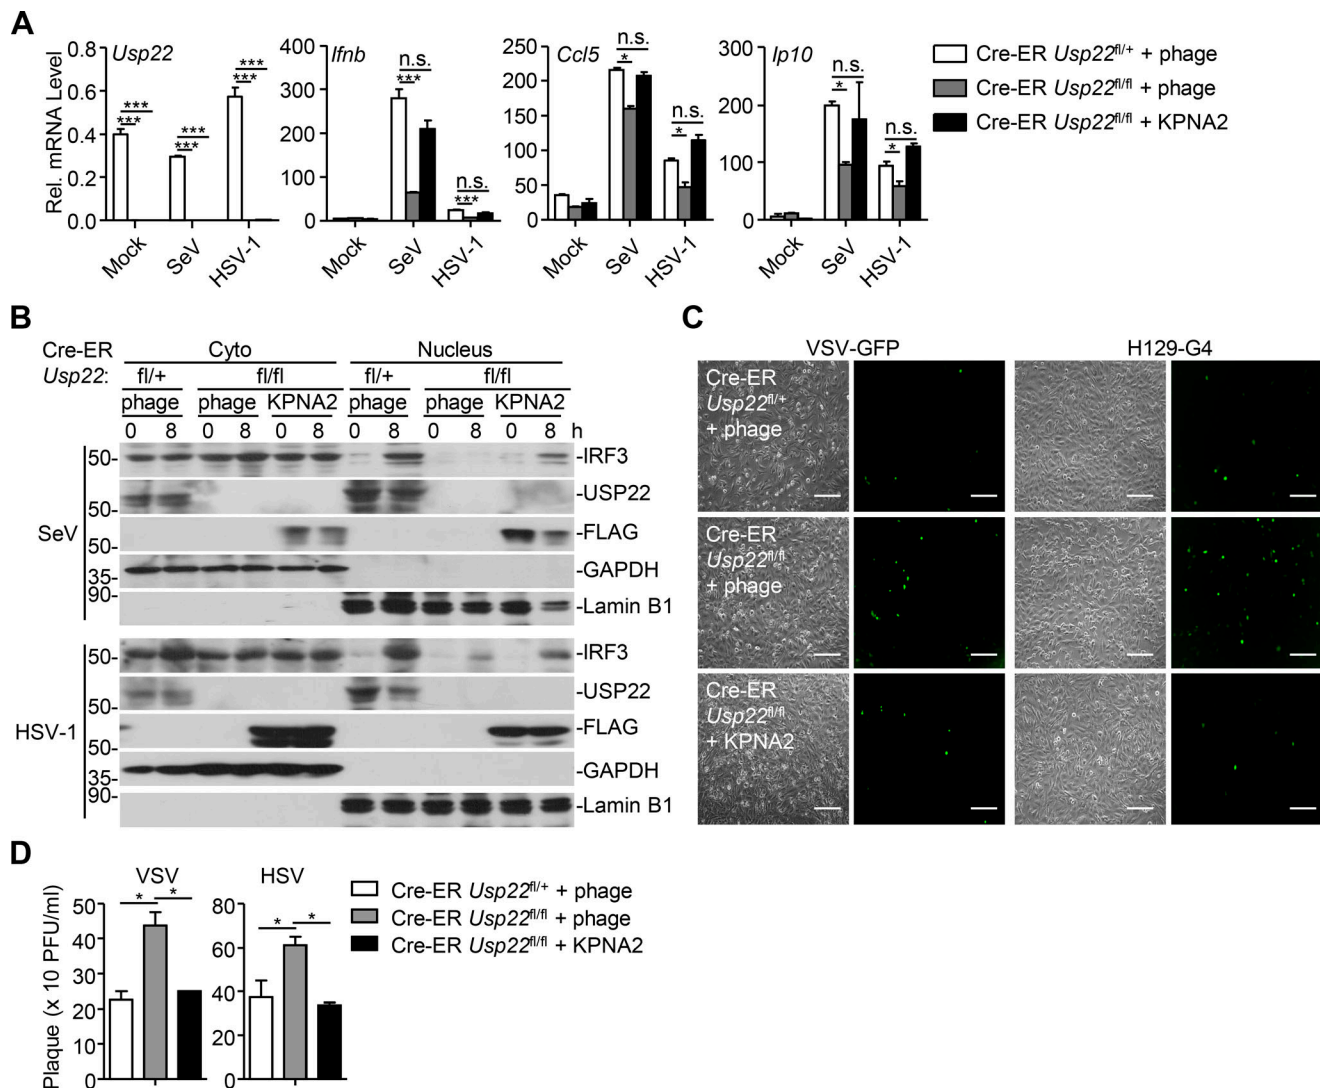 A
Usp22
Ifnb
Ccl5
Ip10
Rel. mRNA Level
0.8
0.6
0.4
0.2
0.0
*** *** *** *** *** ***
Mock SeV HSV-1
400
300
200
100
0
n.s. *** n.s. ***
Mock SeV HSV-1
250
200
150
100
50
0
n.s. * n.s. *
Mock SeV HSV-1
300
200
100
0
n.s. * n.s. *
Mock SeV HSV-1
Cre-ER Usp22fl/+ + phage
Cre-ER Usp22fl/fl + phage
Cre-ER Usp22fl/fl + KPNA2
B
Cre-ER Cyto Nucleus
Usp22: fl/+ fl/fl fl/+ fl/fl
phage phage KPNA2 phage phage KPNA2
0 8 0 8 0 8 0 8 0 8 0 8 h
SeV
50- -IRF3
50- -USP22
50- -FLAG
35- -GAPDH
90- -Lamin B1
HSV-1
50- -IRF3
-USP22
50- -FLAG
35- -GAPDH
90- -Lamin B1
C
VSV-GFP H129-G4
Cre-ER
Usp22fl/+
+ phage
Cre-ER
Usp22fl/fl
+ phage
Cre-ER
Usp22fl/fl
+ KPNA2
D
Plaque (x 10 PFU/ml)
VSV
50
40
30
20
10
0
* *
HSV
80
60
40
20
0
* *
Cre-ER Usp22fl/+ + phage
Cre-ER Usp22fl/fl + phage
Cre-ER Usp22fl/fl + KPNA2